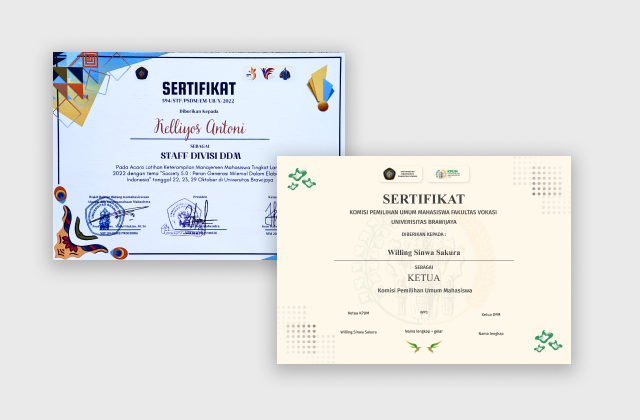 SERTIFIKAT
594/STF/PSDM/EM UB/X/2022
Diberikan Kepada
Kelliyos Antoni
SEBAGAI
STAFF DIVISI DDM
Pada Acara Latihan Keterampilan Manajemen Mahasiswa Tingkat
2022 dengan tema "Society 5.0 : Peran Generasi Milenial Dalam
Indonesia" tanggal 22, 23, 29 Oktober di Universitas Brawijaya
Presiden
SERTIFIKAT
KOMISI PEMILIHAN UMUM MAHASISWA FAKULTAS VOKASI
UNIVERSITAS BRAWIJAYA
DIBERIKAN KEPADA :
Willing Sinwa Sakura
SEBAGAI
KETUA
Komisi Pemilihan Umum Mahasiswa
Ketua KPUM
Ketua DPM
Willing Sinwa Sakura
Nama lengkap + gelar
Nama lengkap